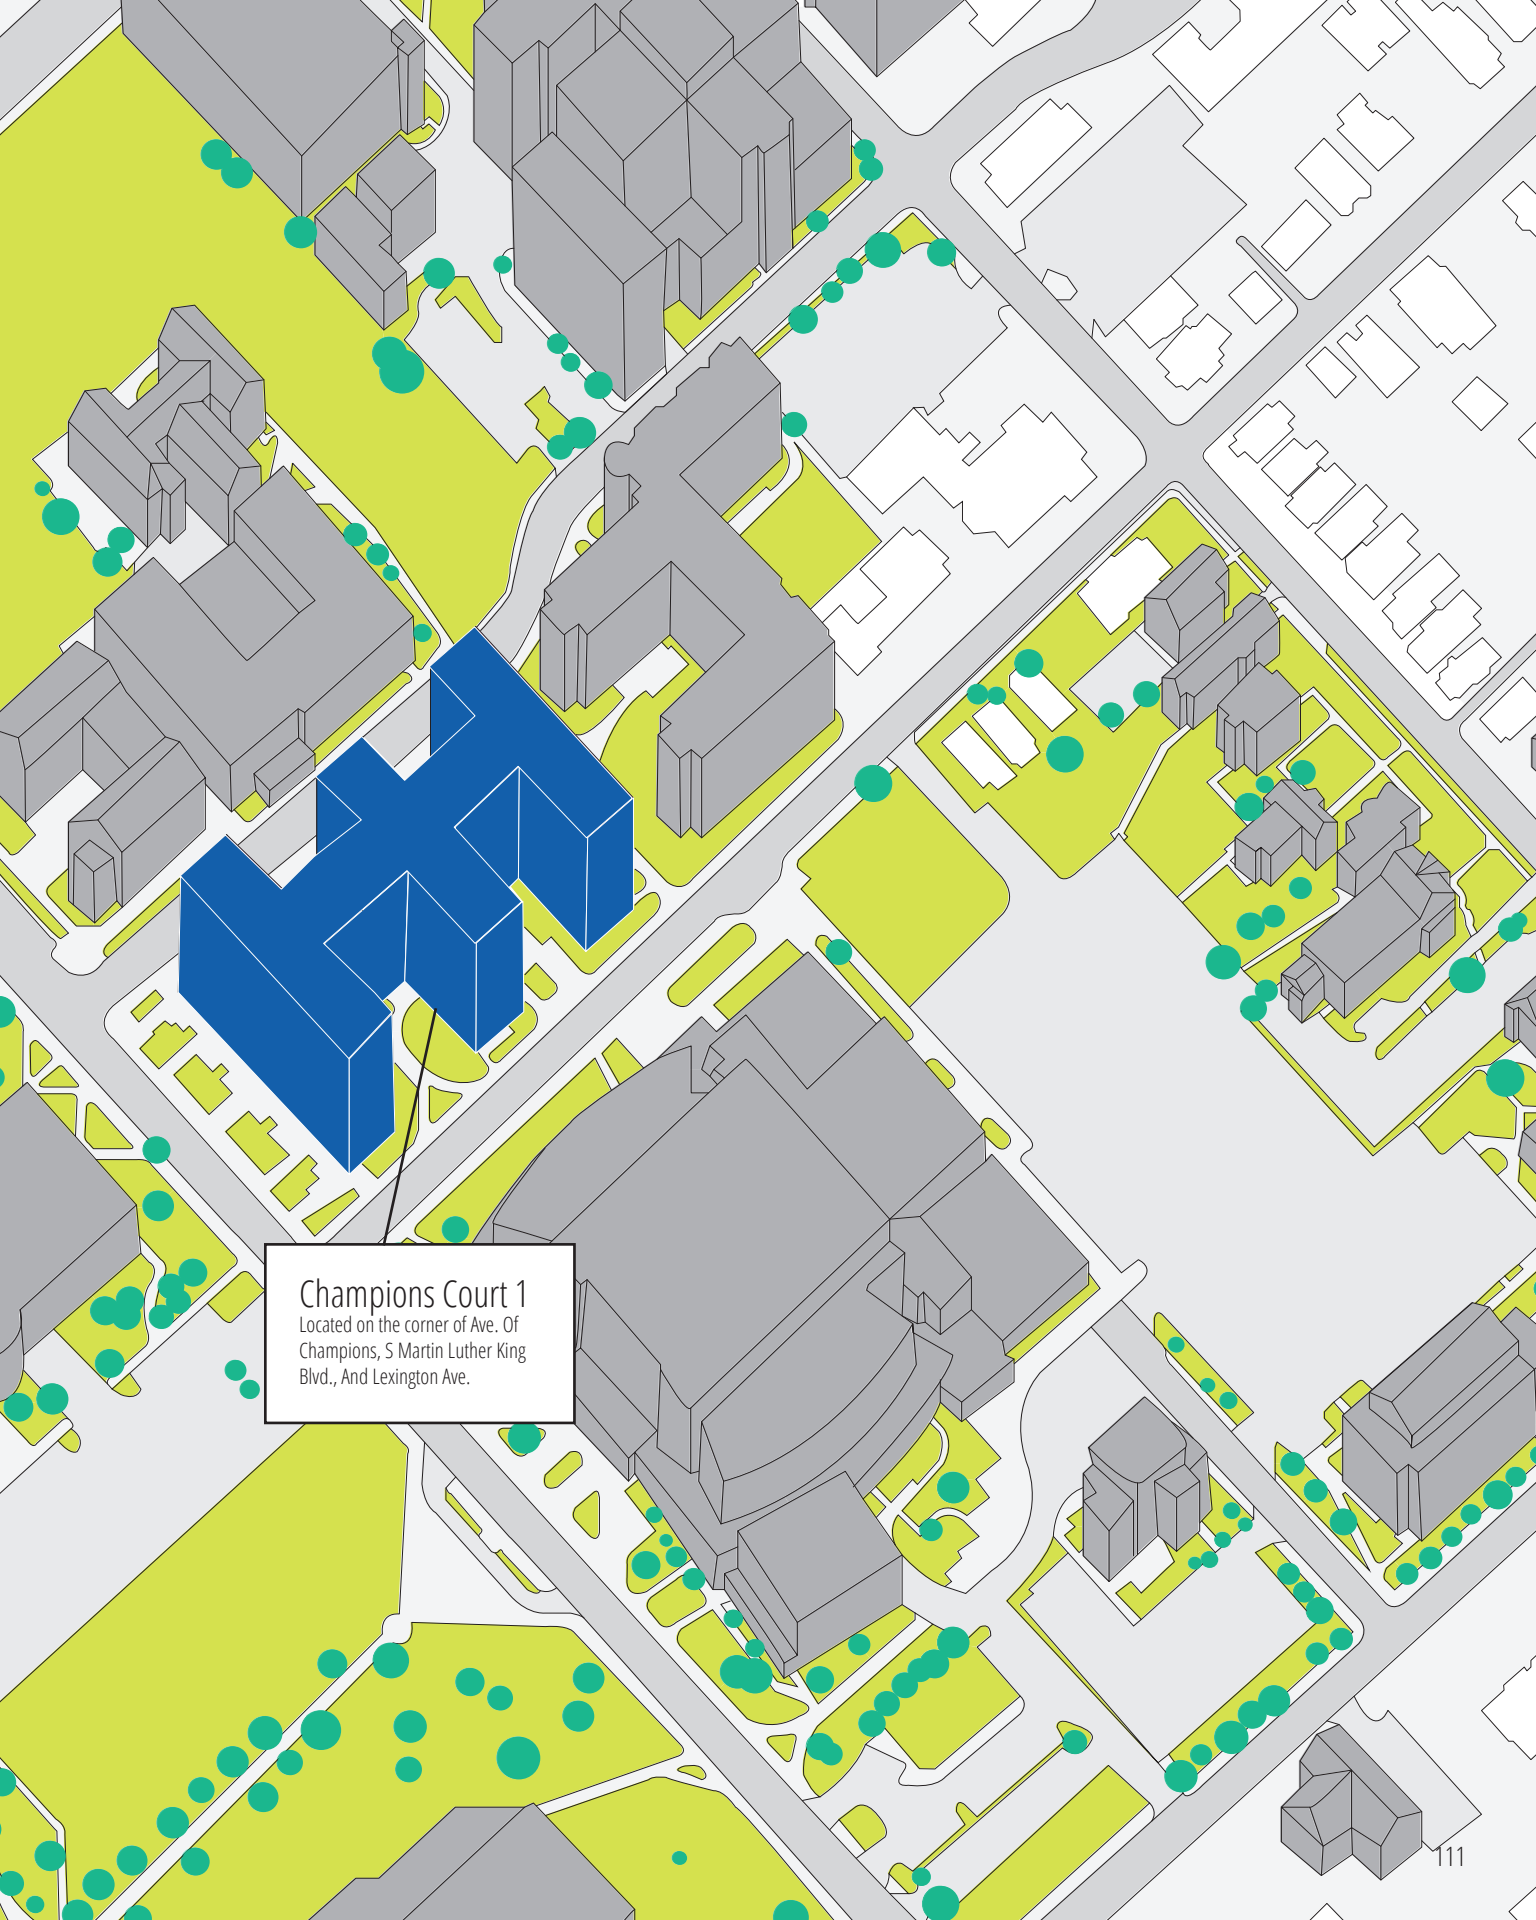 Champions Court 1
Located on the corner of Ave. Of
Champions, S Martin Luther King
Blvd., And Lexington Ave.
111